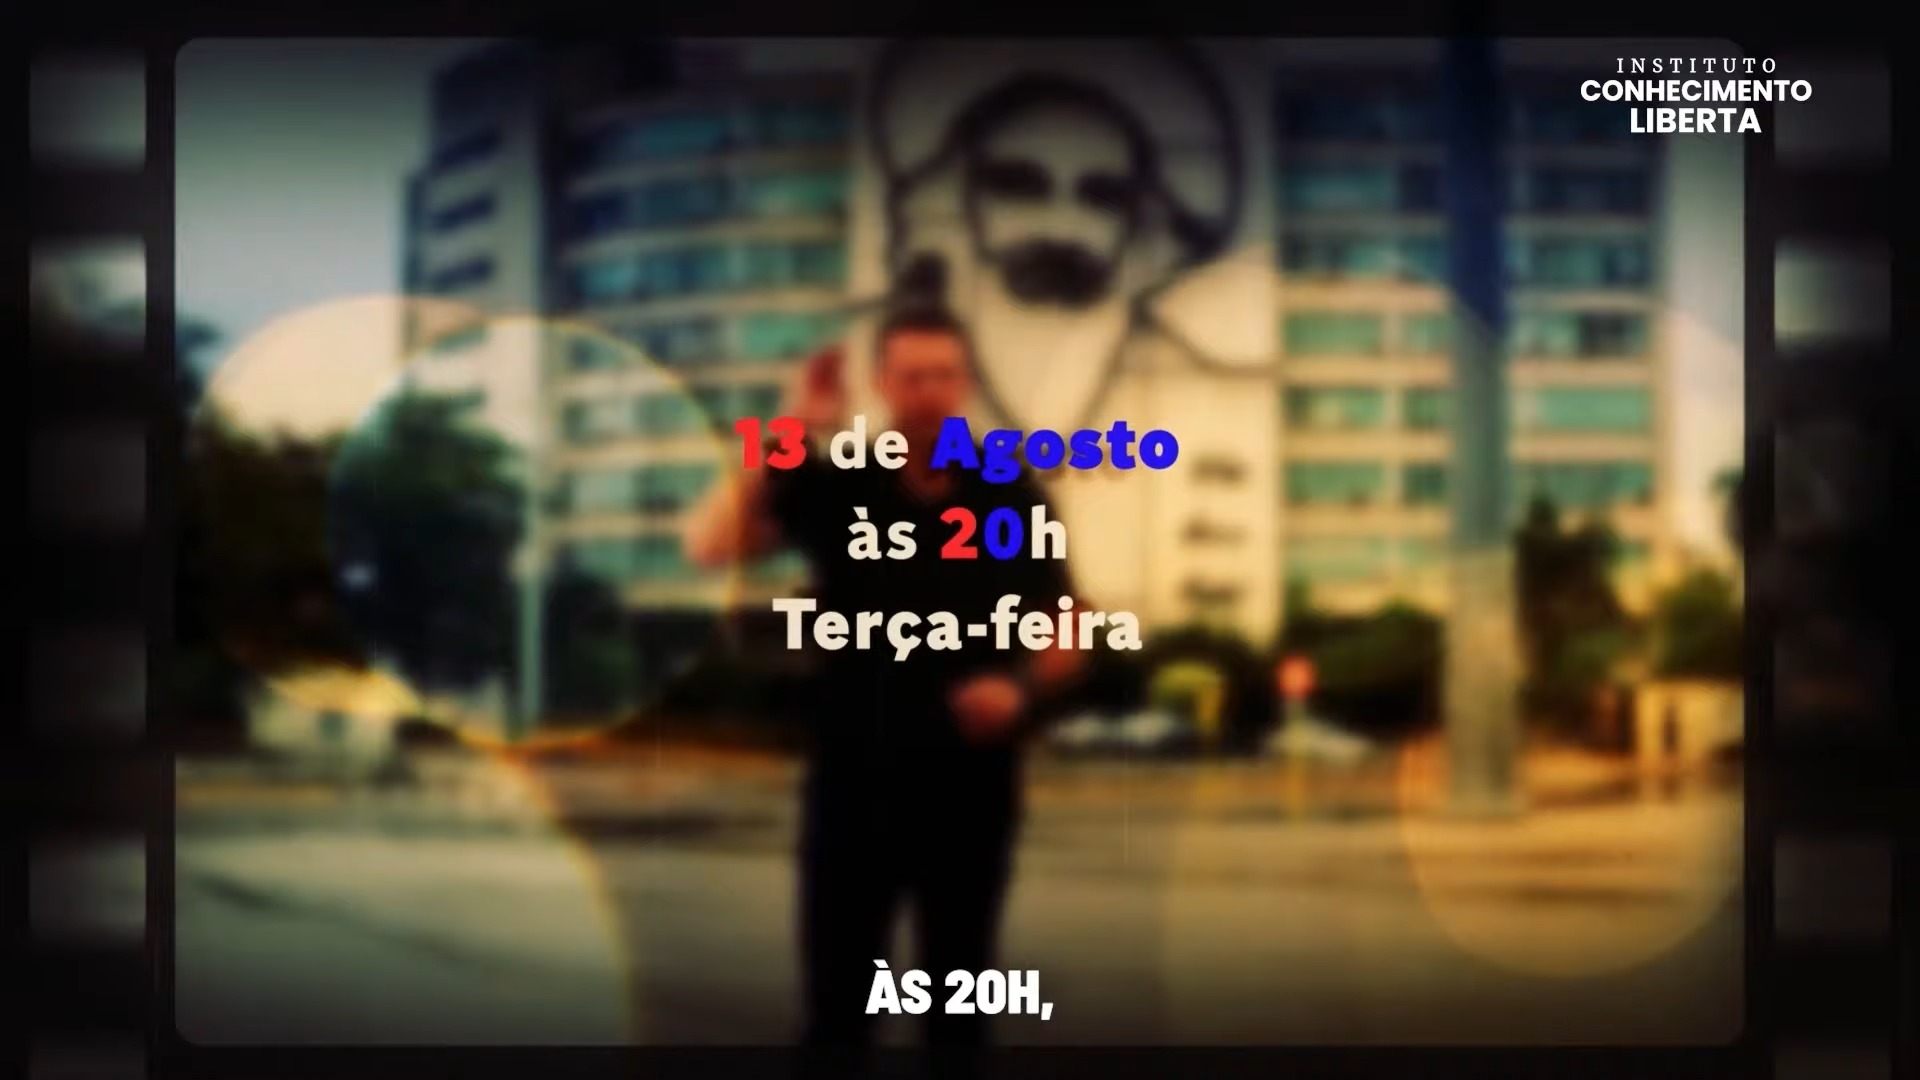 INSTITUTO
CONHECIMENTO
LIBERTA
13 de Agosto
às 20h
Terça-feira
ÀS 20H,